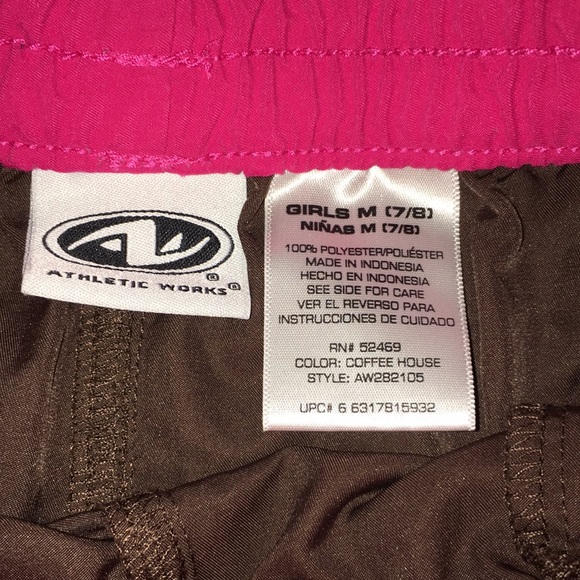 ATHLETIC WORKS®
GIRLS M (7/8)
NIÑAS M (7/8)
100% POLYESTER/POLIÉSTER
MADE IN INDONESIA
HECHO EN INDONESIA
SEE SIDE FOR CARE
VER EL REVERSO PARA
INSTRUCCIONES DE CUIDADO
RN# 52469
COLOR: COFFEE HOUSE
STYLE: AW282105
UPC# 6 6317815932